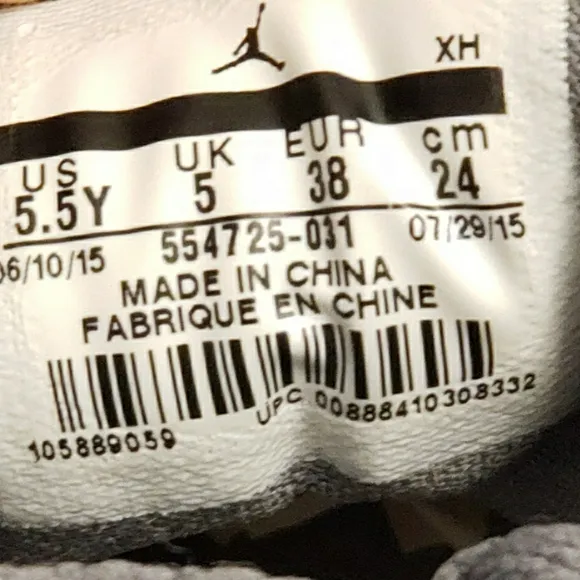 XH
US UK EUR cm
5.5Y 5 38 24
06/10/15 554725-031 07/29/15
MADE IN CHINA
FABRIQUE EN CHINE
105889059 UPC 00888410308332